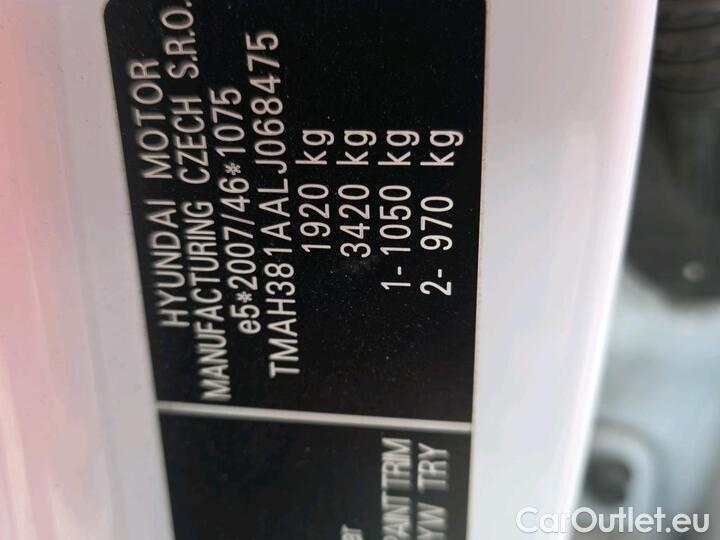 HYUNDAI MOTOR
MANUFACTURING CZECH S.R.O.
e5*2007/46*1075
TMAH381AALJ068475
1920 kg
3420 kg
1- 1050 kg
2- 970 kg
PAINT TRIM
YW TRY
CarOutlet.eu